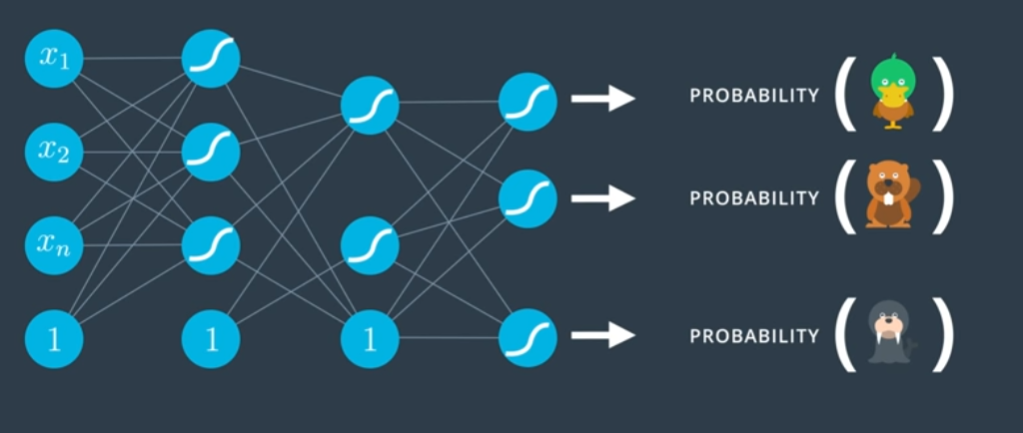 x₁
x₂
xₙ
1
1
1
PROBABILITY ( )
PROBABILITY ( )
PROBABILITY ( )